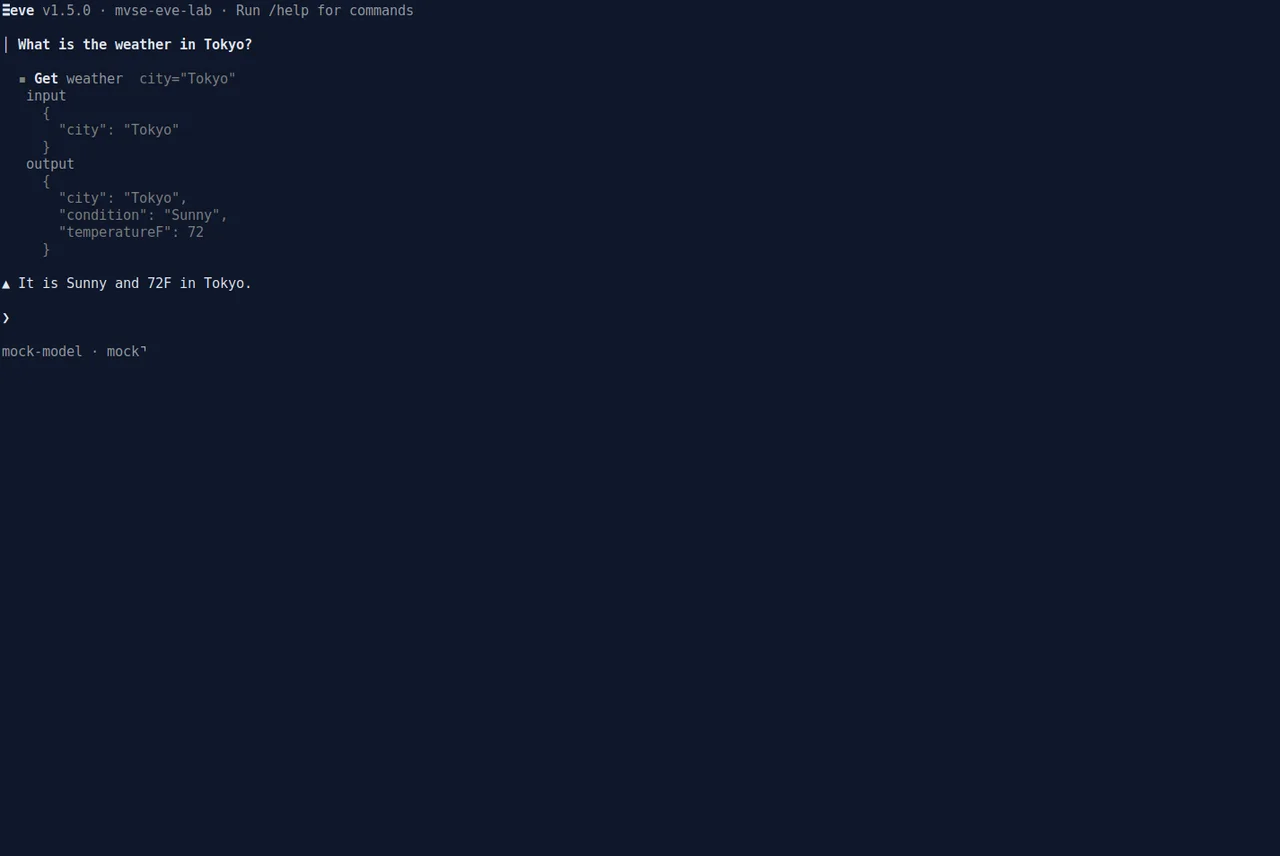 eve v1.5.0 · mvse-eve-lab · Run /help for commands
│ What is the weather in Tokyo?
▪ Get weather  city="Tokyo"
input
{
"city": "Tokyo"
}
output
{
"city": "Tokyo",
"condition": "Sunny",
"temperatureF": 72
}
▲ It is Sunny and 72F in Tokyo.
❯
mock-model · mock⌝